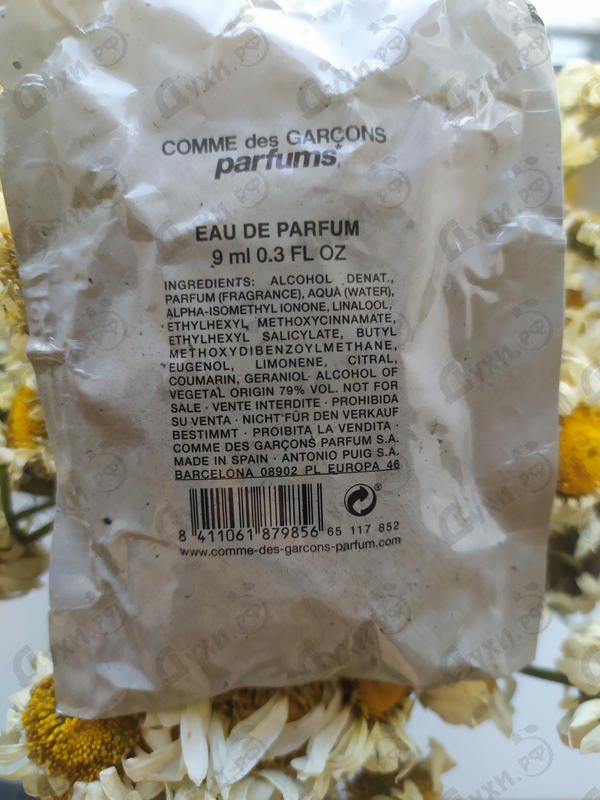 COMME des GARÇONS
parfums*
EAU DE PARFUM
9 ml 0.3 FL OZ
INGREDIENTS: ALCOHOL DENAT.,
PARFUM (FRAGRANCE), AQUA (WATER),
ALPHA-ISOMETHYL IONONE, LINALOOL,
ETHYLHEXYL METHOXYCINNAMATE,
ETHYLHEXYL SALICYLATE, BUTYL
METHOXYDIBENZOYLMETHANE,
EUGENOL, LIMONENE, CITRAL,
COUMARIN, GERANIOL· ALCOHOL OF
VEGETAL ORIGIN 79% VOL. NOT FOR
SALE · VENTE INTERDITE · PROHIBIDA
SU VENTA · NICHT FÜR DEN VERKAUF
BESTIMMT · PROIBITA LA VENDITA ·
COMME DES GARÇONS PARFUM S.A.
MADE IN SPAIN · ANTONIO PUIG S.A.
BARCELONA 08902 PL. EUROPA 46
8 411061 879856 65 117 852
www.comme-des-garcons-parfum.com
Духи.рф